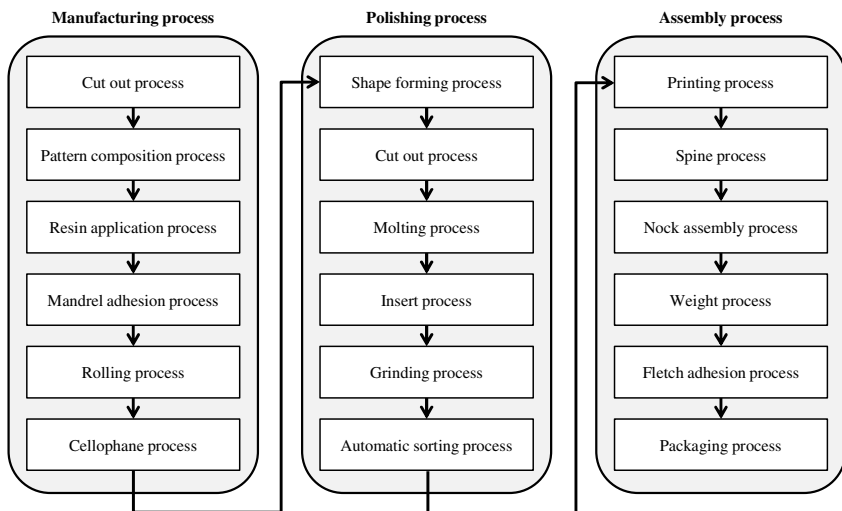 Manufacturing process
Cut out process
Pattern composition process
Resin application process
Mandrel adhesion process
Rolling process
Cellophane process
Polishing process
Shape forming process
Cut out process
Molting process
Insert process
Grinding process
Automatic sorting process
Assembly process
Printing process
Spine process
Nock assembly process
Weight process
Fletch adhesion process
Packaging process